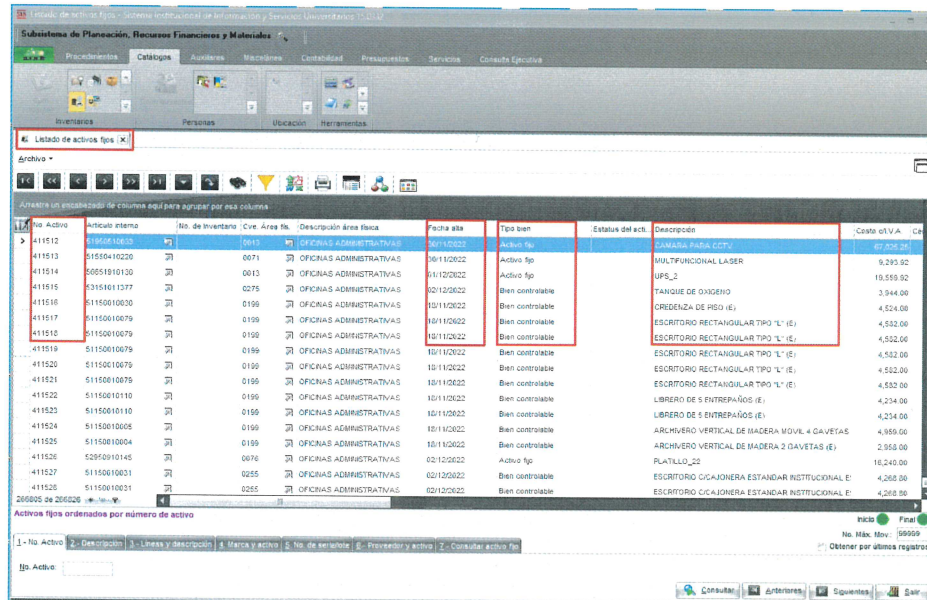 Listado de activos fijos - Sistema Institucional de Información y Servicios Universitarios
Subsistema de Planeación, Recursos Financieros y Materiales
Procedimientos Catálogos Auxiliares Miscelánea Contabilidad Presupuestos Servicios Consulta Ejecutiva
Inventarios Personas Ubicación Herramientas
Listado de activos fijos
Archivo
Arrastre un encabezado de columna aquí para agrupar por esa columna
No. Activo Artículo interno No. de Inventario Cve. Área fís. Descripción área física Fecha alta Tipo bien Estatus del acti... Descripción Costo c/I.V.A
411512 0013 OFICINAS ADMINISTRATIVAS 30/11/2022 Activo fijo CAMARA PARA CCTV
411513 51550410220 0071 OFICINAS ADMINISTRATIVAS 30/11/2022 Activo fijo MULTIFUNCIONAL LASER 9,293.92
411514 56651910130 0013 OFICINAS ADMINISTRATIVAS 01/12/2022 Activo fijo UPS_2 19,559.92
411515 53151011377 0275 OFICINAS ADMINISTRATIVAS 02/12/2022 Bien controlable TANQUE DE OXIGENO 3,944.00
411516 51150010030 0199 OFICINAS ADMINISTRATIVAS 18/11/2022 Bien controlable CREDENZA DE PISO (E) 4,524.00
411517 51150010079 0199 OFICINAS ADMINISTRATIVAS 18/11/2022 Bien controlable ESCRITORIO RECTANGULAR TIPO "L" (E) 4,582.00
411518 51150010079 0199 OFICINAS ADMINISTRATIVAS 18/11/2022 Bien controlable ESCRITORIO RECTANGULAR TIPO "L" (E) 4,582.00
411519 51150010079 0199 OFICINAS ADMINISTRATIVAS 18/11/2022 Bien controlable ESCRITORIO RECTANGULAR TIPO "L" (E) 4,582.00
411520 51150010079 0199 OFICINAS ADMINISTRATIVAS 18/11/2022 Bien controlable ESCRITORIO RECTANGULAR TIPO "L" (E) 4,582.00
411521 51150010079 0199 OFICINAS ADMINISTRATIVAS 18/11/2022 Bien controlable ESCRITORIO RECTANGULAR TIPO "L" (E) 4,582.00
411522 51150010110 0199 OFICINAS ADMINISTRATIVAS 18/11/2022 Bien controlable LIBRERO DE 5 ENTREPAÑOS (E) 4,234.00
411523 51150010110 0199 OFICINAS ADMINISTRATIVAS 18/11/2022 Bien controlable LIBRERO DE 5 ENTREPAÑOS (E) 4,234.00
411524 51150010005 0199 OFICINAS ADMINISTRATIVAS 18/11/2022 Bien controlable ARCHIVERO VERTICAL DE MADERA MOVIL 4 GAVETAS 4,959.00
411525 51150010004 0199 OFICINAS ADMINISTRATIVAS 18/11/2022 Bien controlable ARCHIVERO VERTICAL DE MADERA 2 GAVETAS (E) 2,958.00
411526 52950910145 0076 OFICINAS ADMINISTRATIVAS 02/12/2022 Activo fijo PLATILLO_22 16,240.00
411527 51150010031 0255 OFICINAS ADMINISTRATIVAS 02/12/2022 Bien controlable ESCRITORIO C/CAJONERA ESTANDAR INSTITUCIONAL E 4,268.80
411528 51150010031 0255 OFICINAS ADMINISTRATIVAS 02/12/2022 Bien controlable ESCRITORIO C/CAJONERA ESTANDAR INSTITUCIONAL E 4,268.80
266805 de 266826
Activos fijos ordenados por número de activo
Inicio Final
No. Máx. Mov.: 99999
1 - No. Activo 2 - Descripción 3 - Líneas y descripción 4 Marca y activo 5 No. de serie/lote 6 - Proveedor y activo 7 - Consultar activo fijo
Obtener por últimos registros
No. Activo:
Consultar Anteriores Siguientes Salir